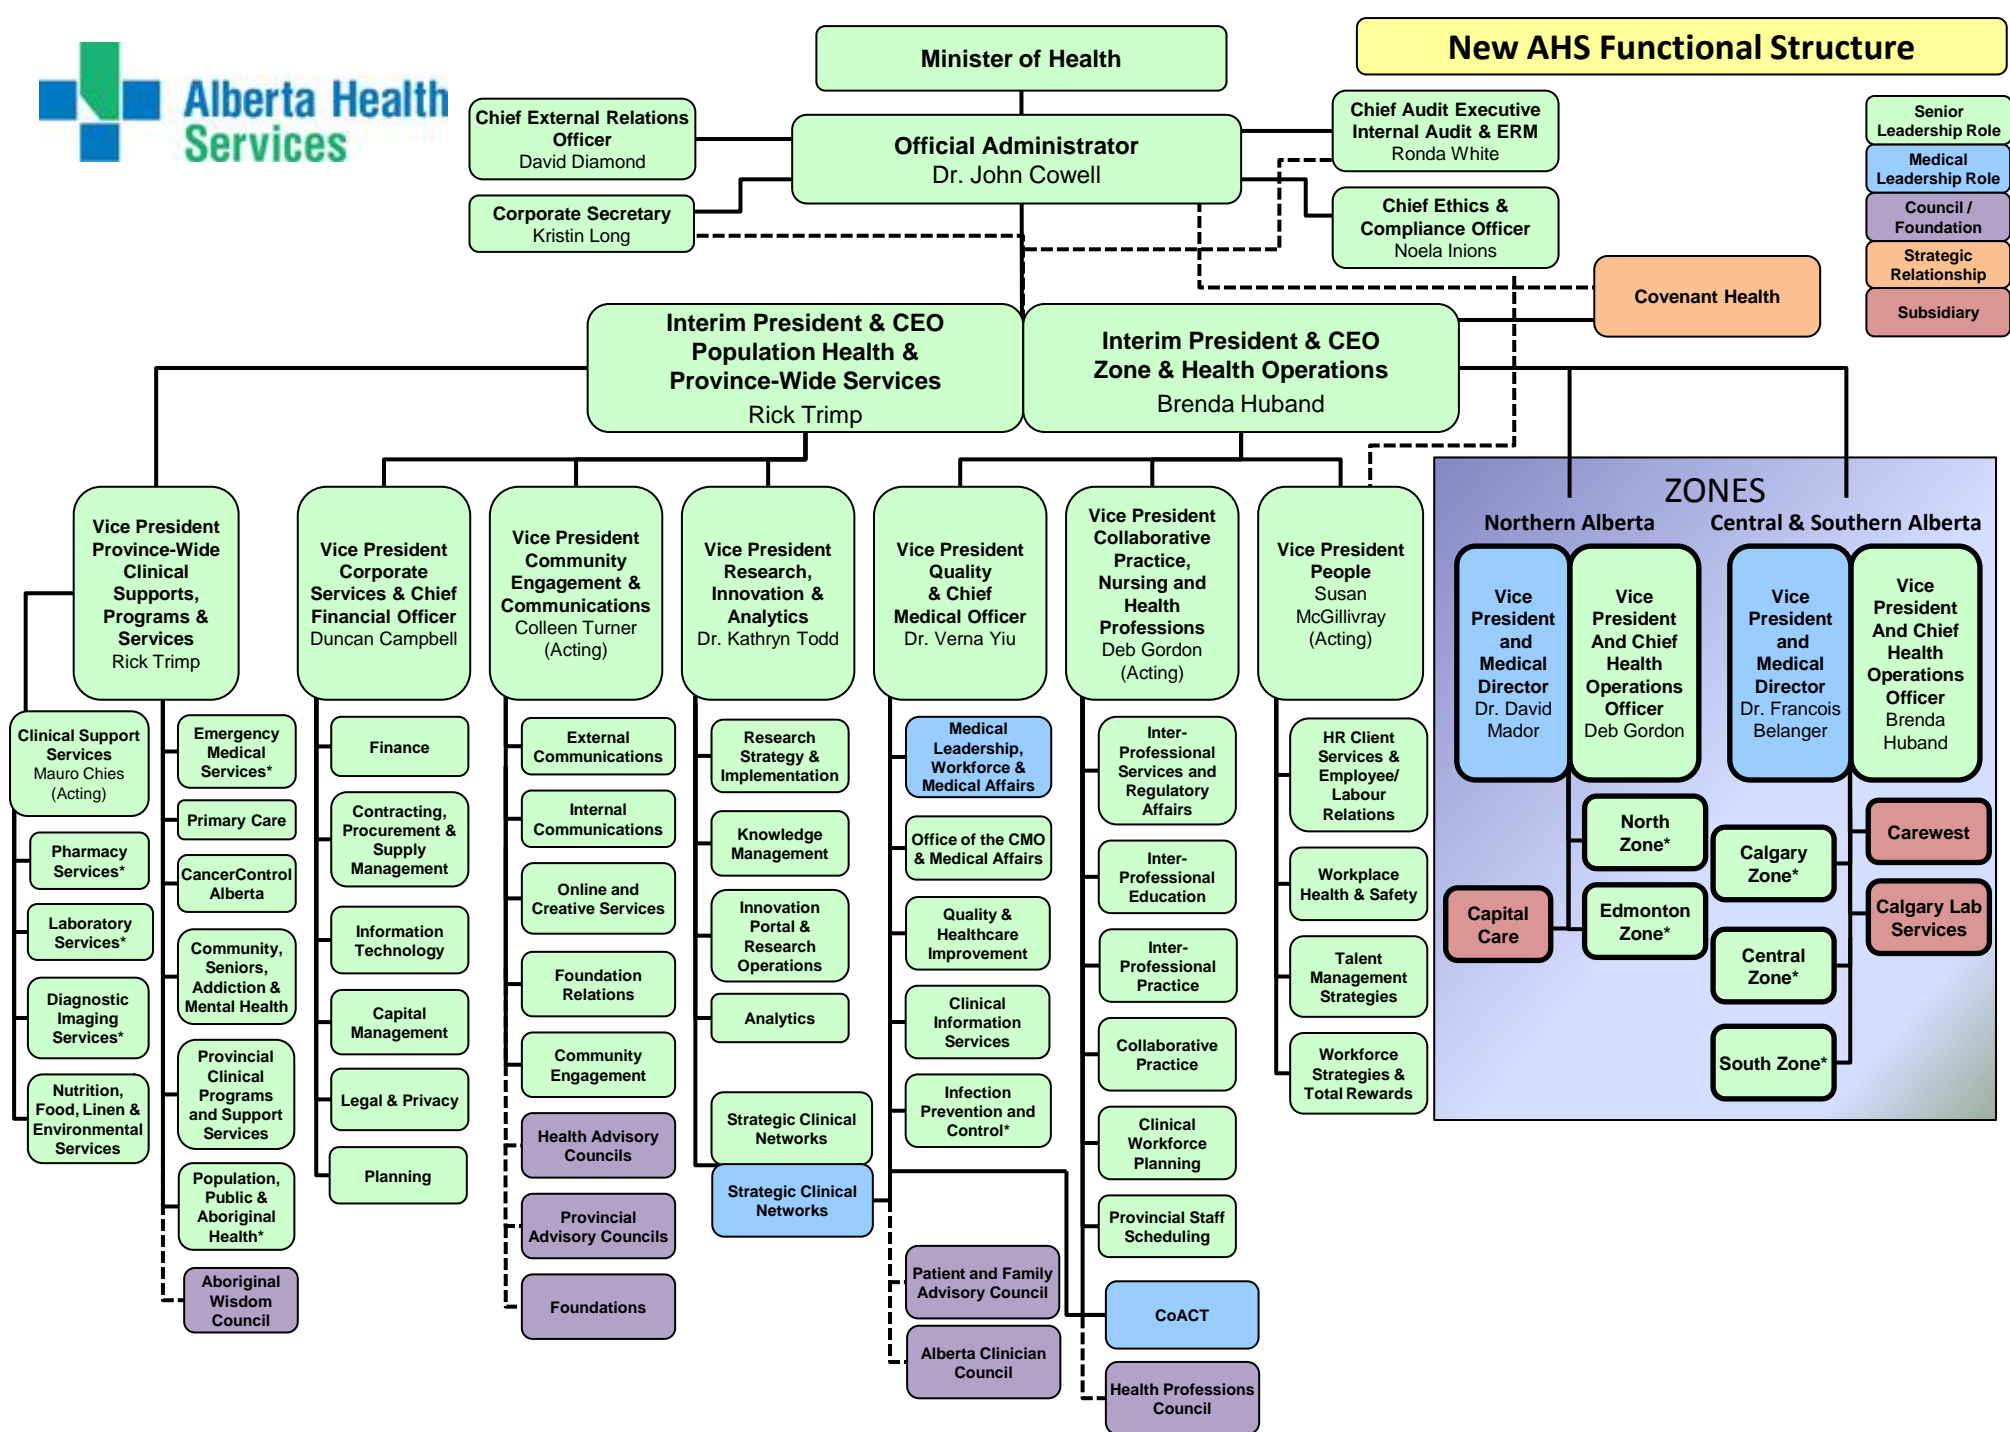 Alberta Health
Services
Minister of Health
New AHS Functional Structure
Chief External Relations
Officer
David Diamond
Official Administrator
Dr. John Cowell
Chief Audit Executive
Internal Audit & ERM
Ronda White
Corporate Secretary
Kristin Long
Chief Ethics &
Compliance Officer
Noela Inions
Senior
Leadership Role
Medical
Leadership Role
Council /
Foundation
Strategic
Relationship
Subsidiary
Covenant Health
Interim President & CEO
Population Health &
Province-Wide Services
Rick Trimp
Interim President & CEO
Zone & Health Operations
Brenda Huband
Vice President
Province-Wide
Clinical
Supports,
Programs &
Services
Rick Trimp
Vice President
Corporate
Services & Chief
Financial Officer
Duncan Campbell
Vice President
Community
Engagement &
Communications
Colleen Turner
(Acting)
Vice President
Research,
Innovation &
Analytics
Dr. Kathryn Todd
Vice President
Quality
& Chief
Medical Officer
Dr. Verna Yiu
Vice President
Collaborative
Practice,
Nursing and
Health
Professions
Deb Gordon
(Acting)
Vice President
People
Susan
McGillivray
(Acting)
ZONES
Northern Alberta
Central & Southern Alberta
Vice
President
and
Medical
Director
Dr. David
Mador
Vice
President
And Chief
Health
Operations
Officer
Deb Gordon
Vice
President
and
Medical
Director
Dr. Francois
Belanger
Vice
President
And Chief
Health
Operations
Officer
Brenda
Huband
Clinical Support
Services
Mauro Chies
(Acting)
Pharmacy
Services*
Laboratory
Services*
Diagnostic
Imaging
Services*
Nutrition,
Food, Linen &
Environmental
Services
Emergency
Medical
Services*
Primary Care
CancerControl
Alberta
Community,
Seniors,
Addiction &
Mental Health
Provincial
Clinical
Programs
and Support
Services
Population,
Public &
Aboriginal
Health*
Aboriginal
Wisdom
Council
Finance
Contracting,
Procurement &
Supply
Management
Information
Technology
Capital
Management
Legal & Privacy
Planning
External
Communications
Internal
Communications
Online and
Creative Services
Foundation
Relations
Community
Engagement
Health Advisory
Councils
Provincial
Advisory Councils
Foundations
Research
Strategy &
Implementation
Knowledge
Management
Innovation
Portal &
Research
Operations
Analytics
Strategic Clinical
Networks
Strategic Clinical
Networks
Medical
Leadership,
Workforce &
Medical Affairs
Office of the CMO
& Medical Affairs
Quality &
Healthcare
Improvement
Clinical
Information
Services
Infection
Prevention and
Control*
Patient and Family
Advisory Council
Alberta Clinician
Council
Inter-
Professional
Services and
Regulatory
Affairs
Inter-
Professional
Education
Inter-
Professional
Practice
Collaborative
Practice
Clinical
Workforce
Planning
Provincial Staff
Scheduling
CoACT
Health Professions
Council
HR Client
Services &
Employee/
Labour
Relations
Workplace
Health & Safety
Talent
Management
Strategies
Workforce
Strategies &
Total Rewards
North
Zone*
Capital
Care
Edmonton
Zone*
Calgary
Zone*
Central
Zone*
South Zone*
Carewest
Calgary Lab
Services